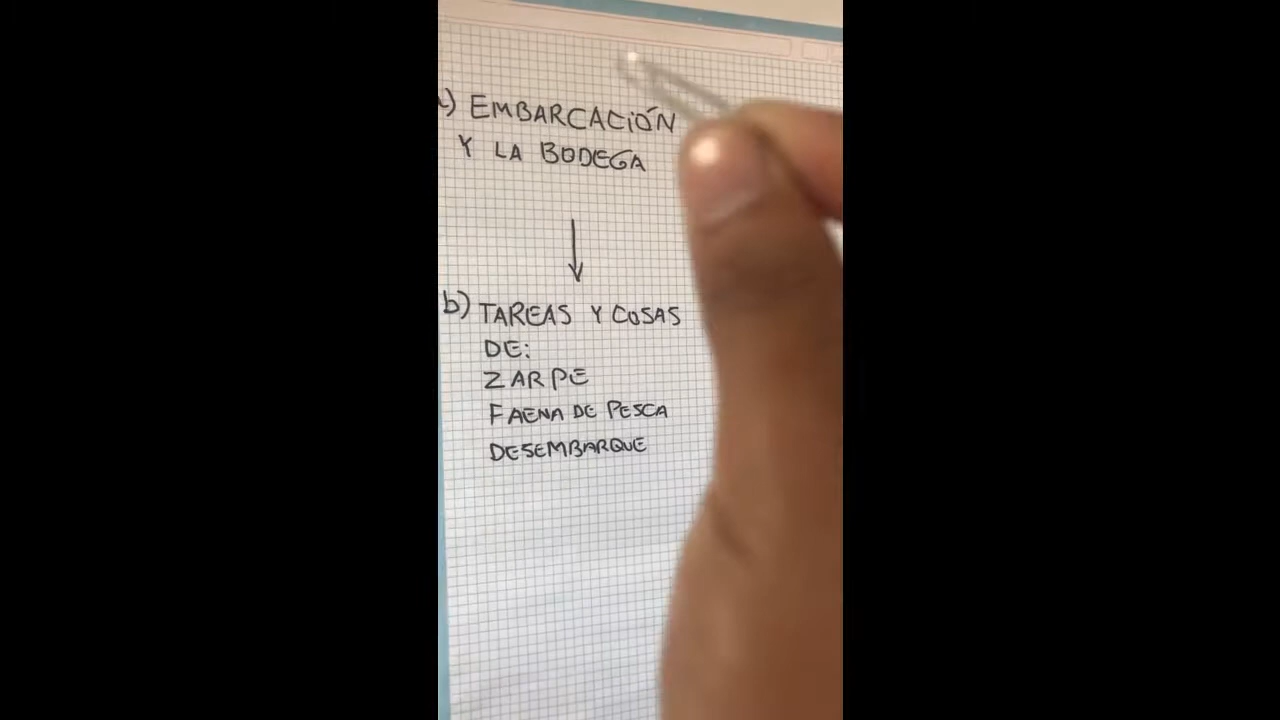 a) EMBARCACIÓN
Y LA BODEGA
b) TAREAS Y COSAS
DE:
ZARPE
FAENA DE PESCA
DESEMBARQUE